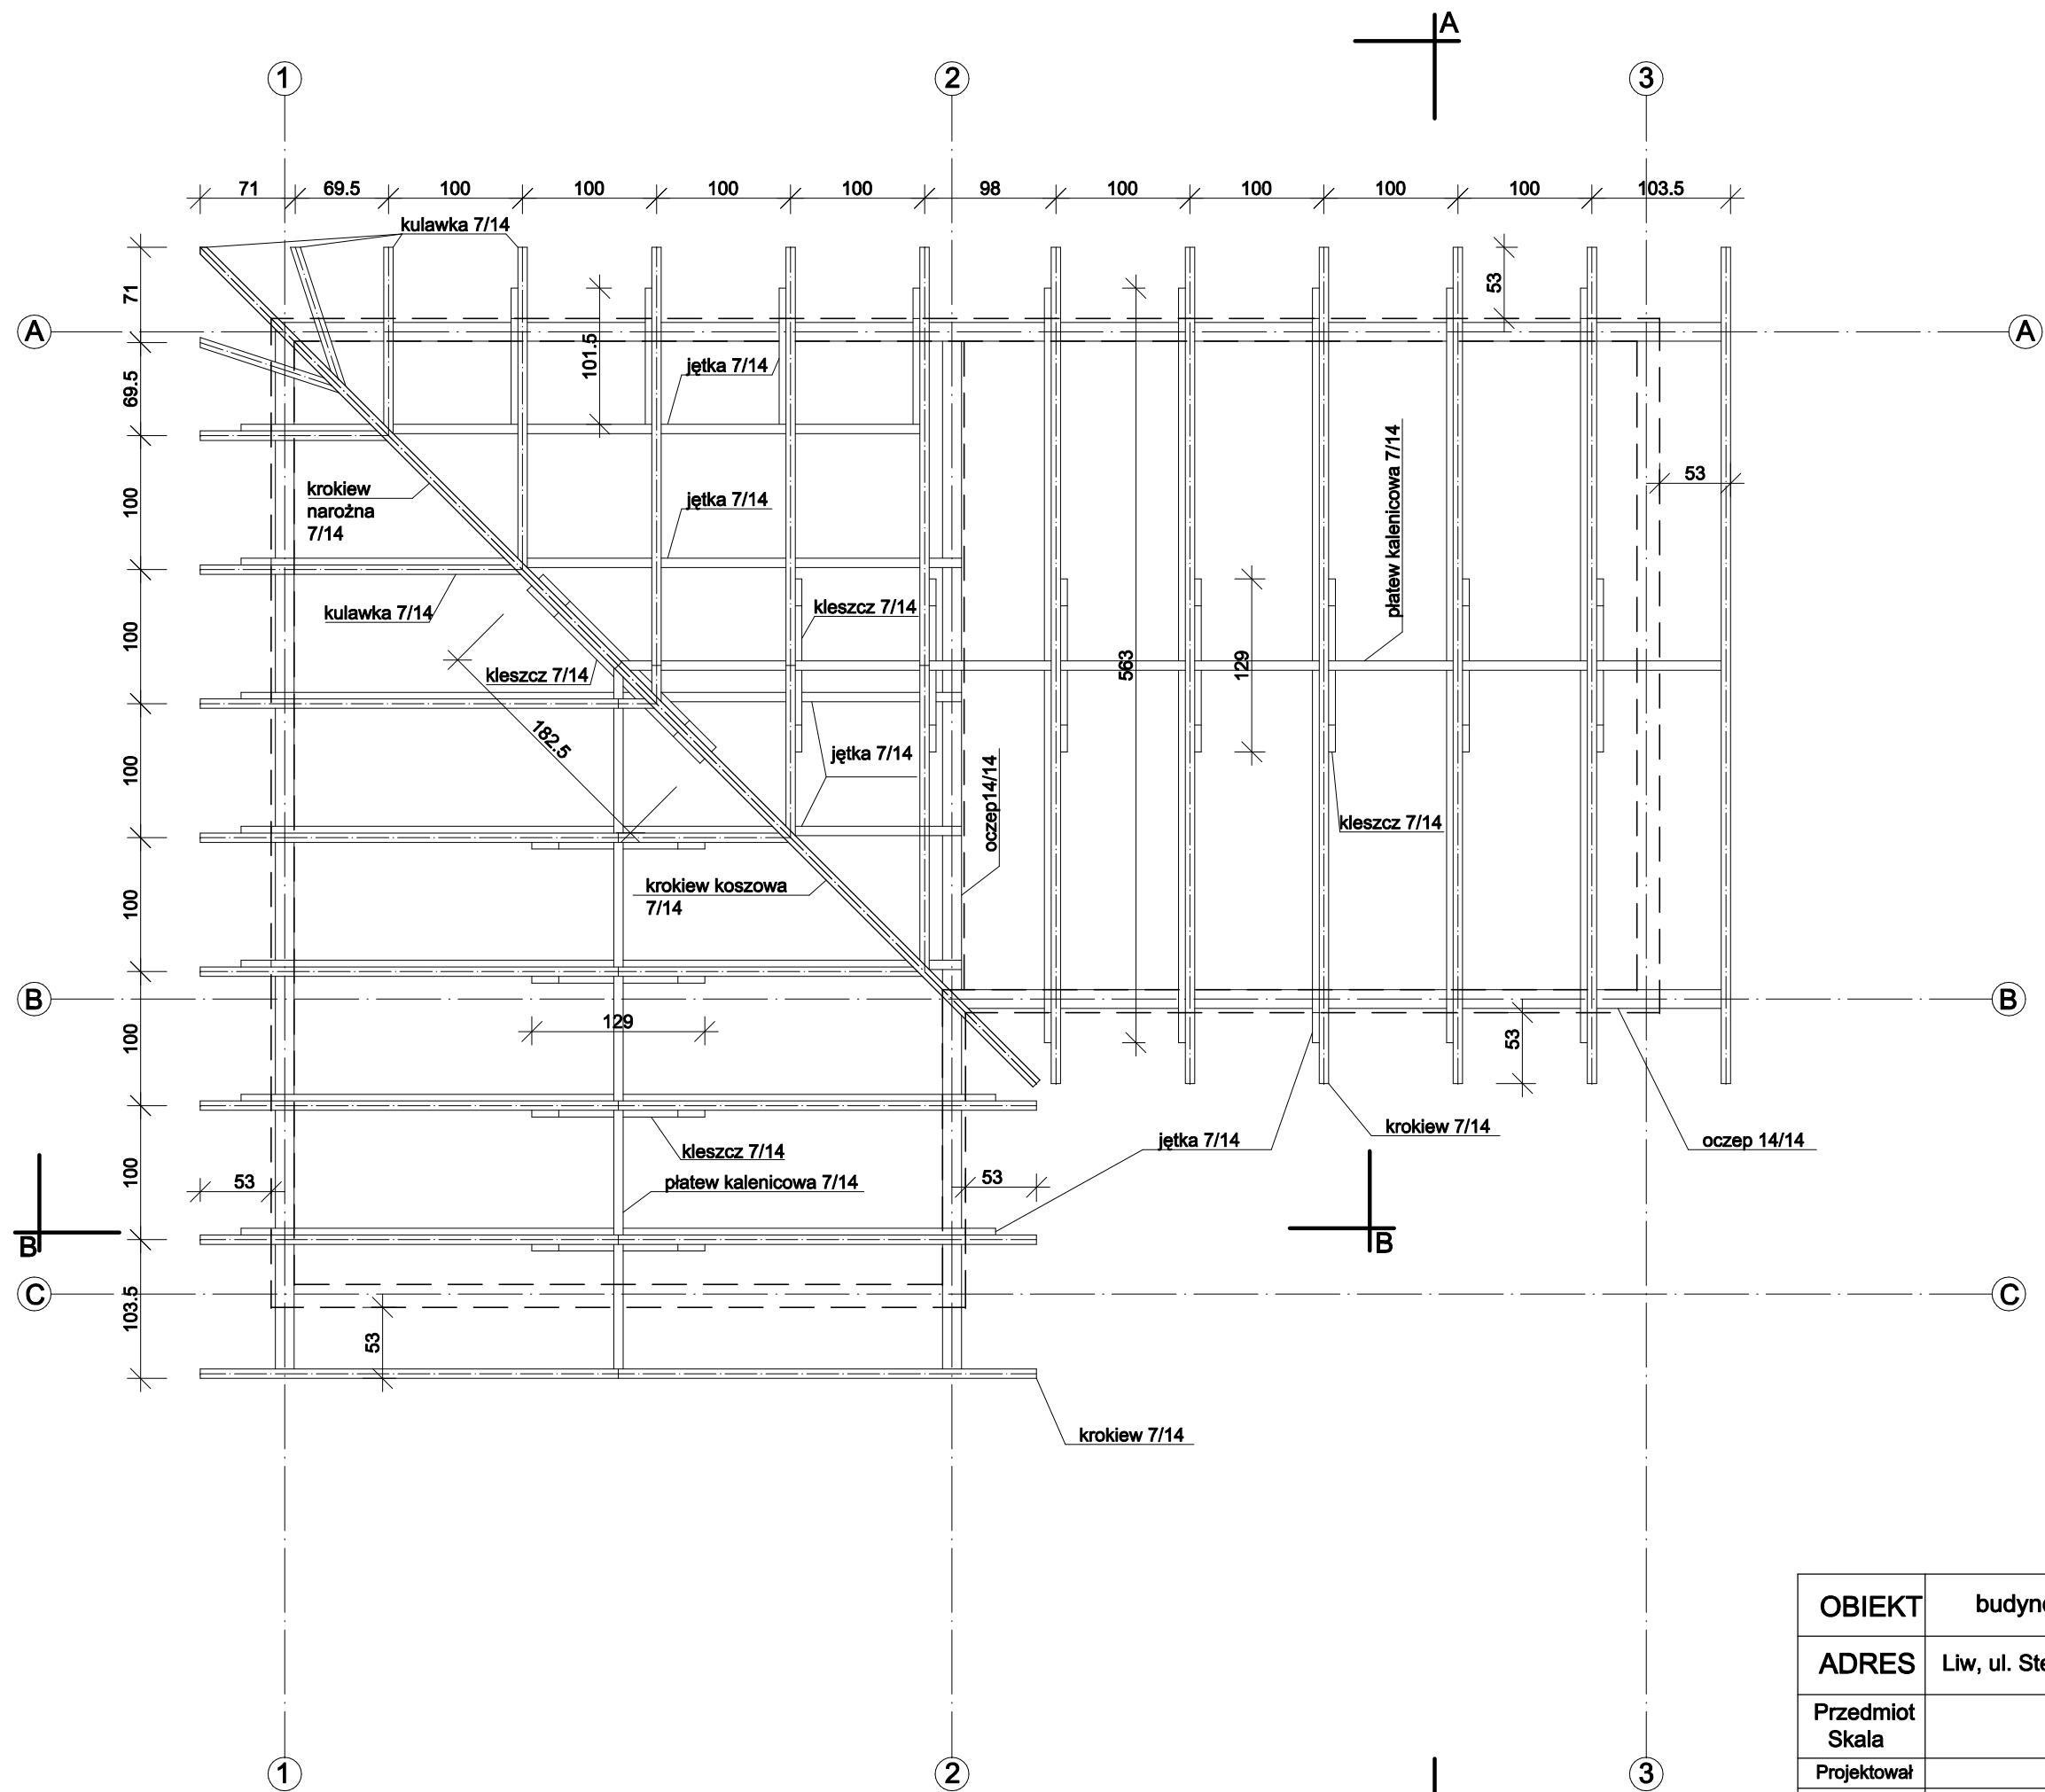 A
1
2
3
71
69.5
100
100
100
100
98
100
100
100
100
103.5
kulawka 7/14
71
53
A
A
101.5
jętka 7/14
69.5
płatew kalenicowa 7/14
53
krokiew
narożna
7/14
100
jętka 7/14
kulawka 7/14
kleszcz 7/14
100
563
129
kleszcz 7/14
182.5
100
jętka 7/14
oczep14/14
kleszcz 7/14
krokiew koszowa
7/14
100
B
B
129
100
53
krokiew 7/14
oczep 14/14
jętka 7/14
kleszcz 7/14
100
53
płatew kalenicowa 7/14
53
B
B
C
C
103.5
53
krokiew 7/14
OBIEKT
ADRES
Liw, ul.
Przedmiot
Skala
Projektował
1
2
3